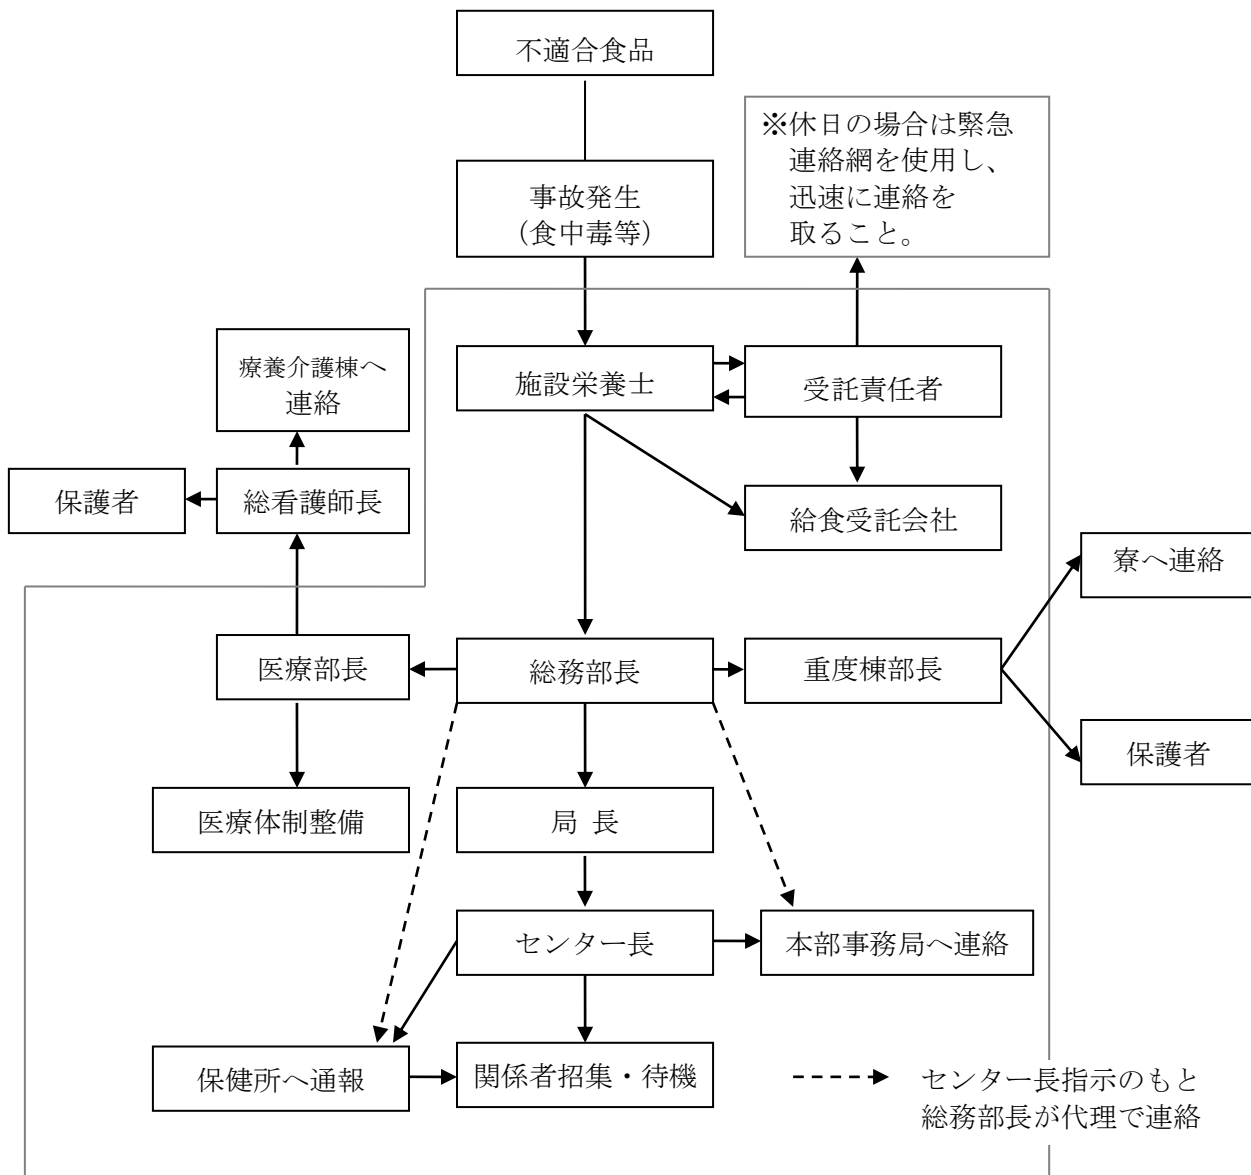 不適合食品
※休日の場合は緊急
連絡網を使用し、
迅速に連絡を
取ること。
事故発生
(食中毒等)
療養介護棟へ
連絡
施設栄養士
受託責任者
保護者
総看護師長
給食受託会社
寮へ連絡
医療部長
総務部長
重度棟部長
保護者
医療体制整備
局 長
センター長
本部事務局へ連絡
保健所へ通報
関係者招集・待機
センター長指示のもと
総務部長が代理で連絡